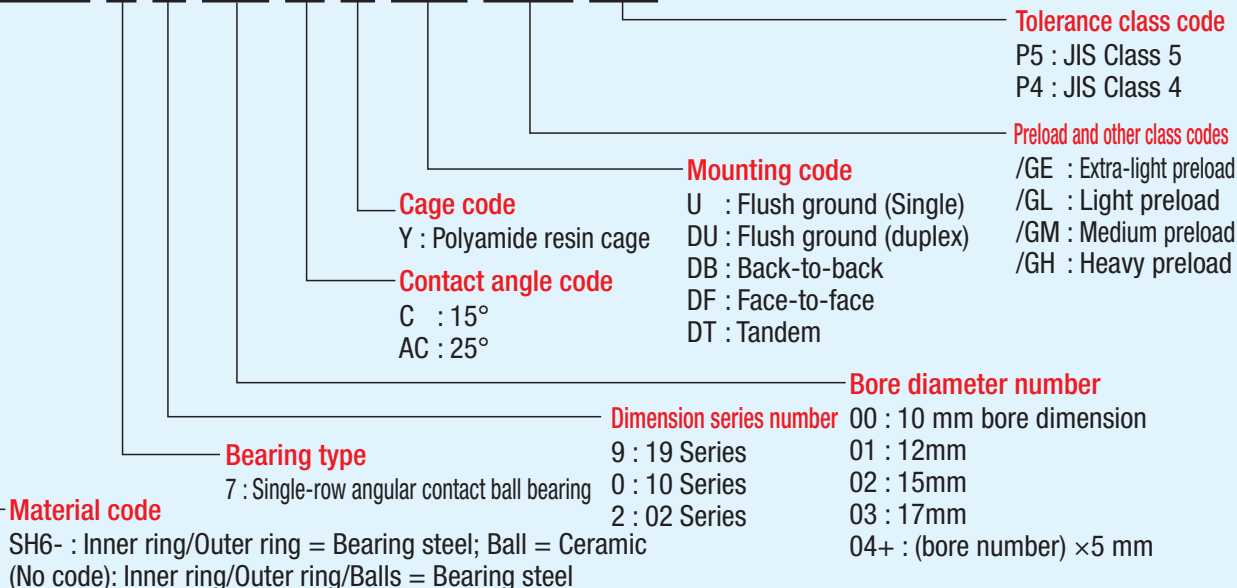 Tolerance class code
P5 : JIS Class 5
P4 : JIS Class 4
Preload and other class codes
/GE : Extra-light preload
/GL : Light preload
/GM : Medium preload
/GH : Heavy preload
Mounting code
U : Flush ground (Single)
DU : Flush ground (duplex)
DB : Back-to-back
DF : Face-to-face
DT : Tandem
Cage code
Y : Polyamide resin cage
Contact angle code
C : 15°
AC : 25°
Bore diameter number
00 : 10 mm bore dimension
01 : 12mm
02 : 15mm
03 : 17mm
04+ : (bore number) ×5 mm
Dimension series number
9 : 19 Series
0 : 10 Series
2 : 02 Series
Bearing type
7 : Single-row angular contact ball bearing
Material code
SH6- : Inner ring/Outer ring = Bearing steel; Ball = Ceramic
(No code): Inner ring/Outer ring/Balls = Bearing steel